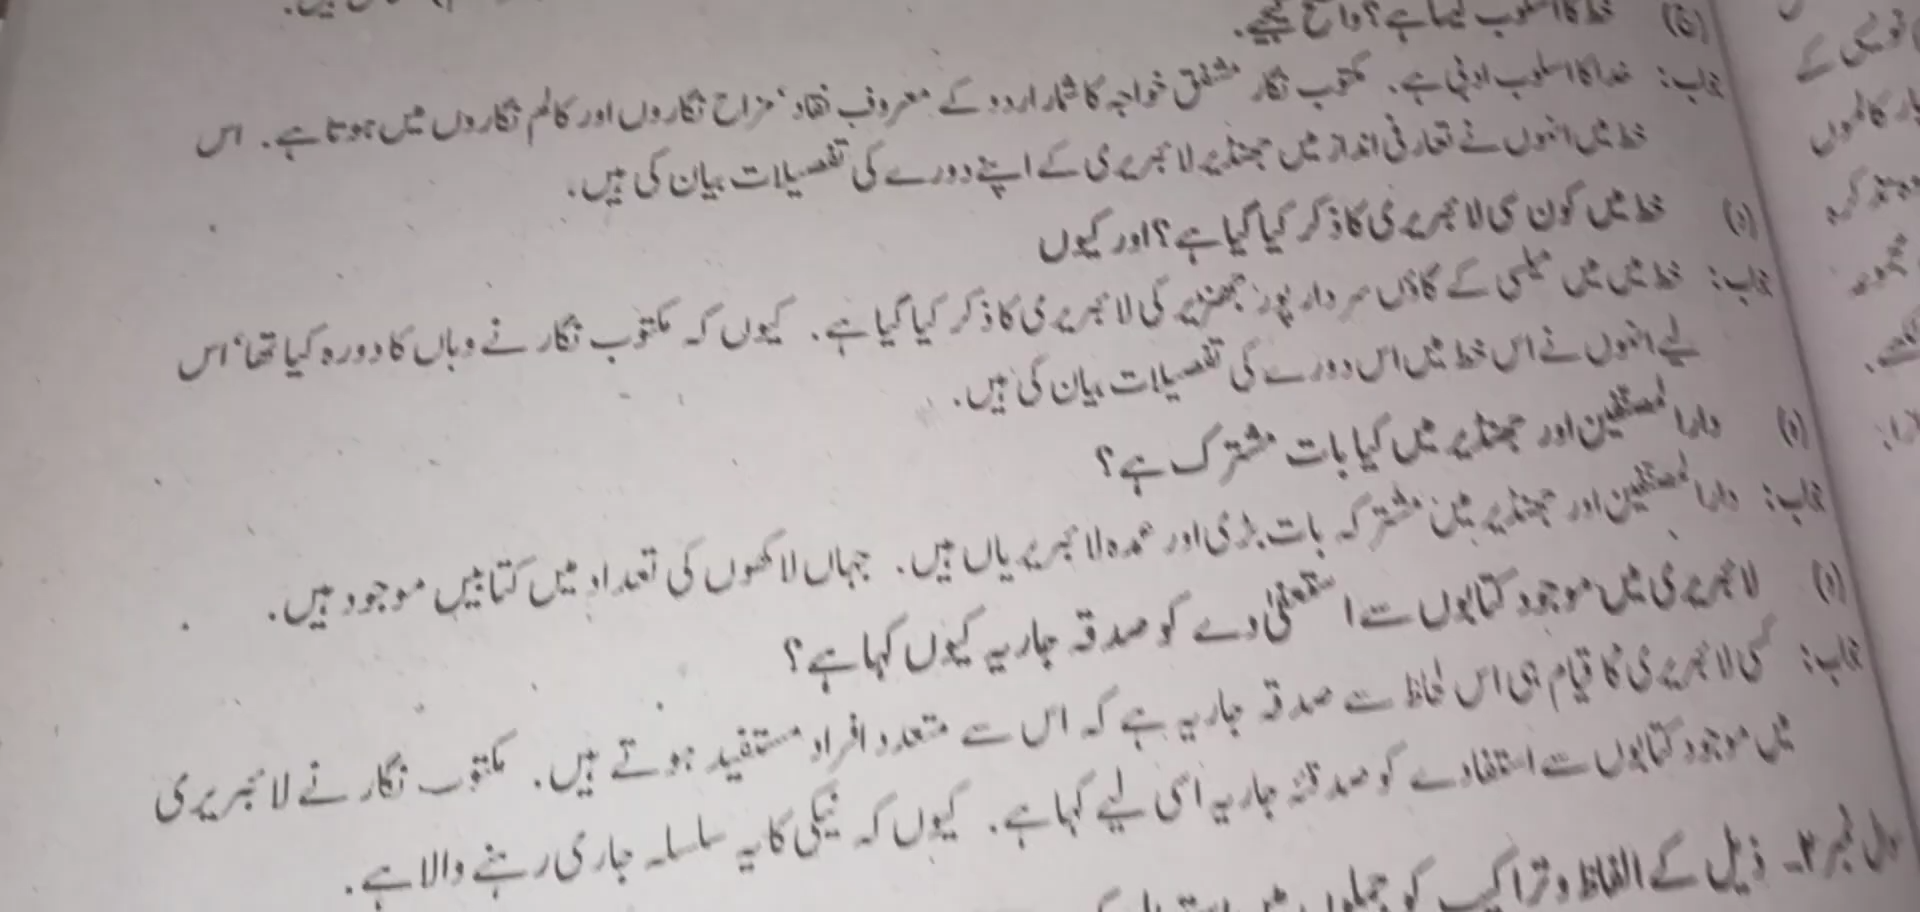 (ج) خط کا اسلوب کیسا ہے؟ واضح کیجیے۔
جواب: خط کا اسلوب ادبی ہے۔ مکتوب نگار مشفق خواجہ کا شمار اردو کے معروف نقاد، مزاح نگاروں اور کالم نگاروں میں ہوتا ہے۔ اس
خط میں انہوں نے تعارفی انداز میں جھنڈیر لائبریری کے اپنے دورے کی تفصیلات بیان کی ہیں۔
(د) خط میں کون سی لائبریری کا ذکر کیا گیا ہے؟ اور کیوں
جواب: خط میں میں میلسی کے گاؤں سردار پور جھنڈیر کی لائبریری کا ذکر کیا گیا ہے۔ کیوں کہ مکتوب نگار نے وہاں کا دورہ کیا تھا، اس
لیے انہوں نے اس خط میں اس دورے کی تفصیلات بیان کی ہیں۔
(ہ) دارالمصنفین اور جھنڈیر میں کیا بات مشترک ہے؟
جواب: دارالمصنفین اور جھنڈیر میں مشترکہ بات بڑی اور عمدہ لائبریریاں ہیں۔ جہاں لاکھوں کی تعداد میں کتابیں موجود ہیں۔
(و) لائبریری میں موجود کتابوں سے وے کو صدقہ جاریہ کیوں کہا ہے؟
جواب: کسی لائبریری کا قیام ہی اس لحاظ سے صدقہ جاریہ ہے کہ اس سے متعدد افراد مستفید ہوتے ہیں۔ مکتوب نگار نے لائبریری
میں موجود کتابوں سے استفادے کو صدقہ جاریہ اسی لیے کہا ہے۔ کیوں کہ نیکی کا یہ سلسلہ جاری رہنے والا ہے۔
نمبر ۲۔ ذیل کے الفاظ و تراکیب کو جملوں میں